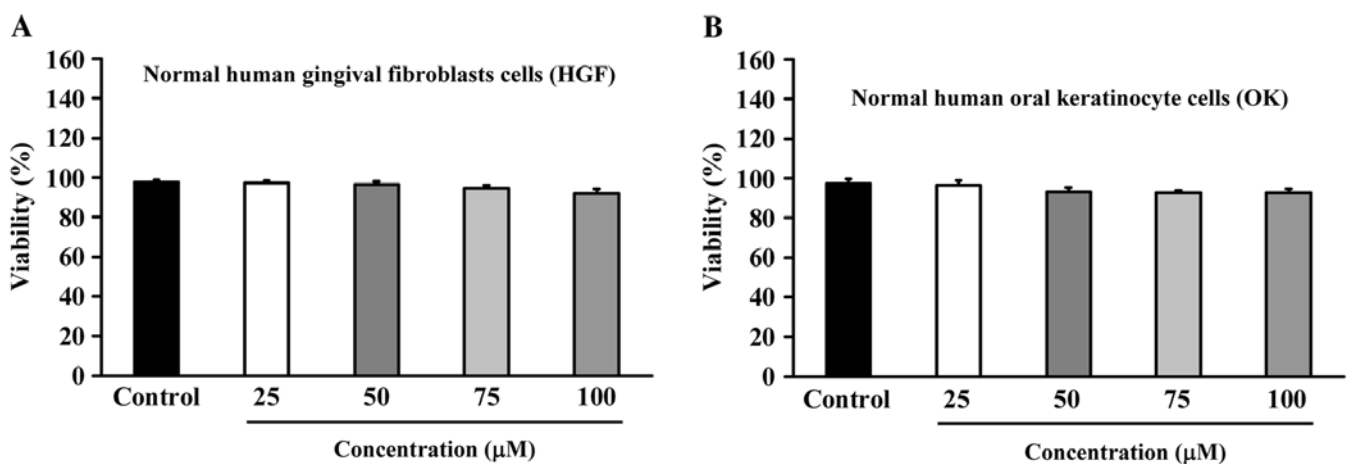 A
160
Normal human gingival fibroblasts cells (HGF)
140
120
100
80
60
40
20
0
Viability (%)
Control 25 50 75 100
Concentration (μM)
B
160
140
Normal human oral keratinocyte cells (OK)
120
100
80
60
40
20
0
Viability (%)
Control 25 50 75 100
Concentration (μM)